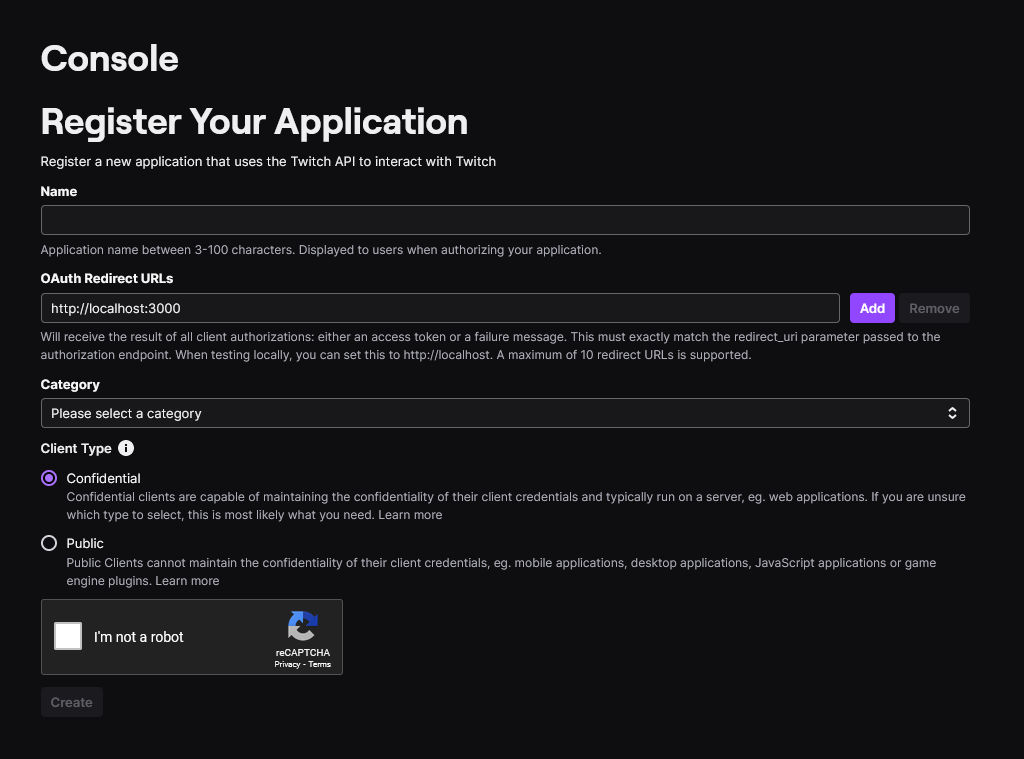 Console
Register Your Application
Register a new application that uses the Twitch API to interact with Twitch
Name
Application name between 3-100 characters. Displayed to users when authorizing your application.
OAuth Redirect URLs
http://localhost:3000
Add
Remove
Will receive the result of all client authorizations: either an access token or a failure message. This must exactly match the redirect_uri parameter passed to the
authorization endpoint. When testing locally, you can set this to http://localhost. A maximum of 10 redirect URLs is supported.
Category
Please select a category
Client Type
Confidential
Confidential clients are capable of maintaining the confidentiality of their client credentials and typically run on a server, eg. web applications. If you are unsure
which type to select, this is most likely what you need. Learn more
Public
Public Clients cannot maintain the confidentiality of their client credentials, eg. mobile applications, desktop applications, JavaScript applications or game
engine plugins. Learn more
I'm not a robot
reCAPTCHA
Privacy - Terms
Create